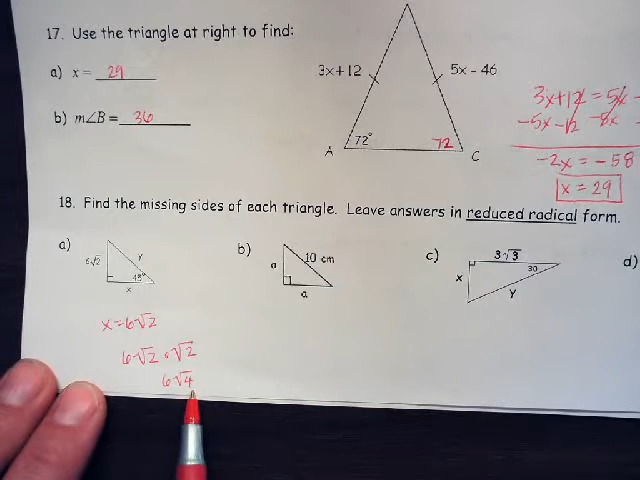 17. Use the triangle at right to find:
a) x = 29
b) m∠B = 36
3x+12
5x - 46
A
72°
72
C
3x+12 = 5x -
-5x-12 -5x
-2x = -58
x = 29
18. Find the missing sides of each triangle. Leave answers in reduced radical form.
a)
6√2
y
45°
x
x=6√2
6√2 · √2
6√4
b)
a
10 cm
a
c)
3√3
x
30
y
d)